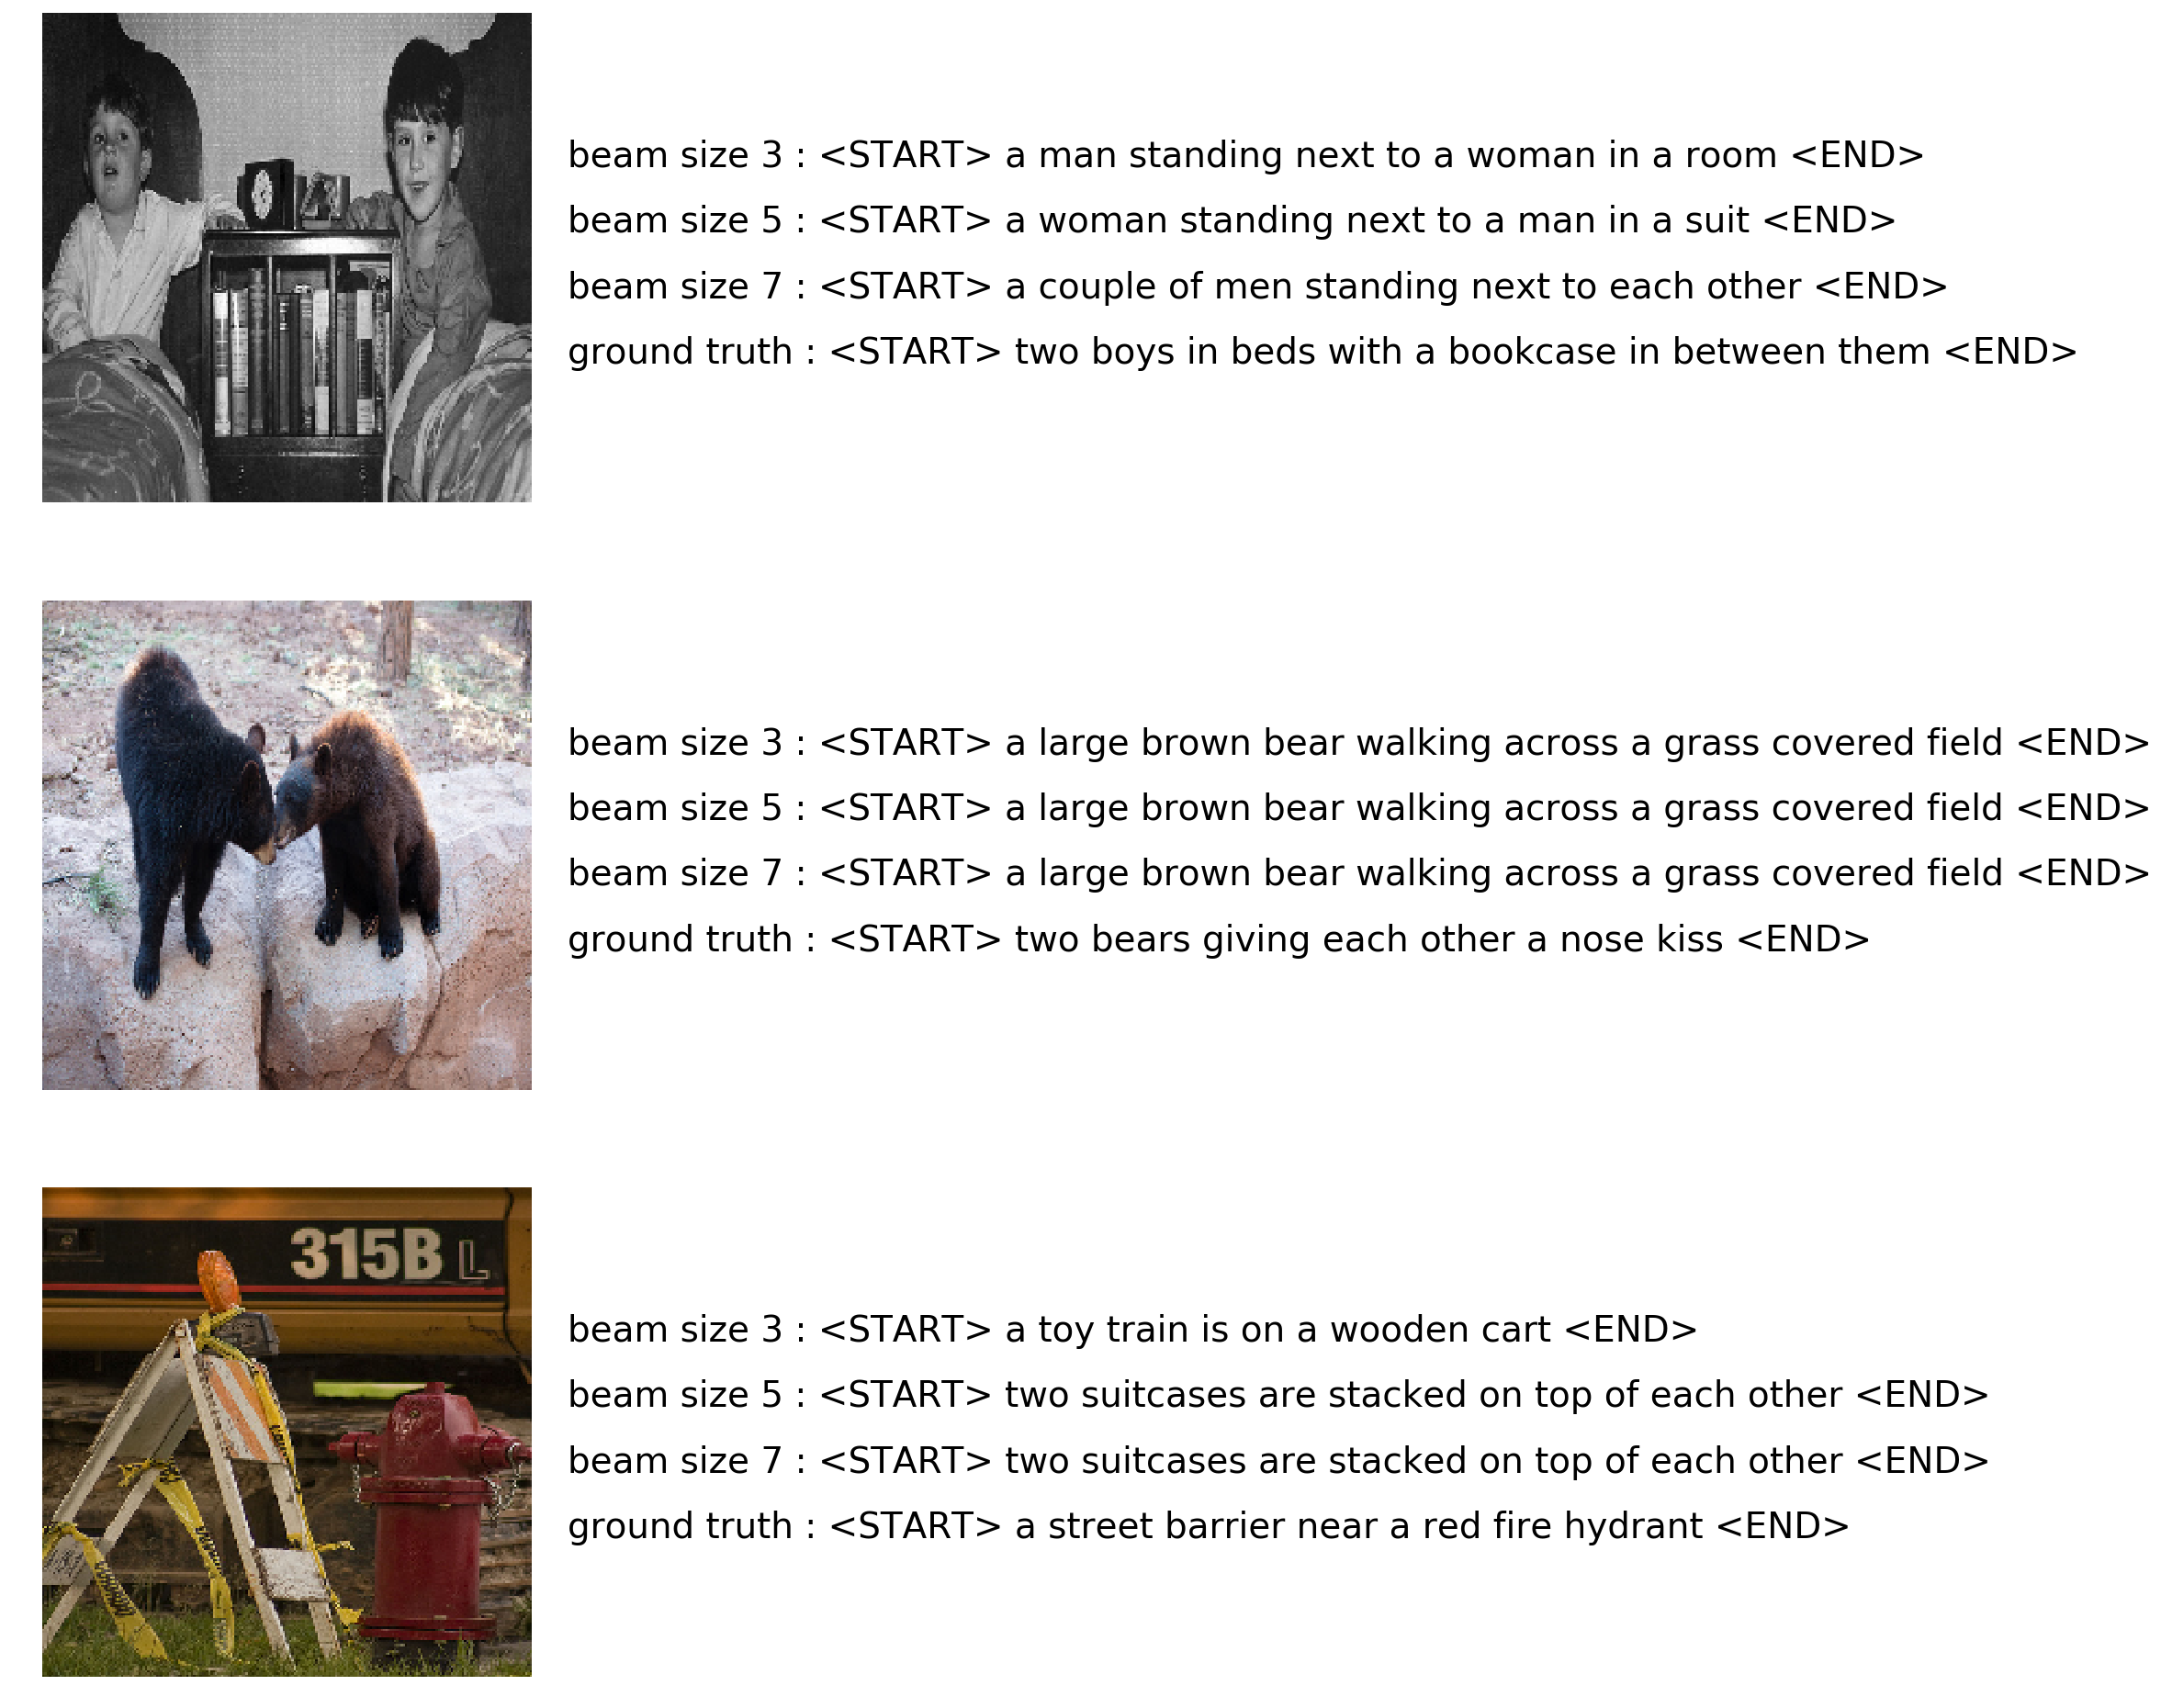 beam size 3 : <START> a man standing next to a woman in a room <END>
beam size 5 : <START> a woman standing next to a man in a suit <END>
beam size 7 : <START> a couple of men standing next to each other <END>
ground truth : <START> two boys in beds with a bookcase in between them <END>
beam size 3 : <START> a large brown bear walking across a grass covered field <END>
beam size 5 : <START> a large brown bear walking across a grass covered field <END>
beam size 7 : <START> a large brown bear walking across a grass covered field <END>
ground truth : <START> two bears giving each other a nose kiss <END>
315B L
beam size 3 : <START> a toy train is on a wooden cart <END>
beam size 5 : <START> two suitcases are stacked on top of each other <END>
beam size 7 : <START> two suitcases are stacked on top of each other <END>
ground truth : <START> a street barrier near a red fire hydrant <END>